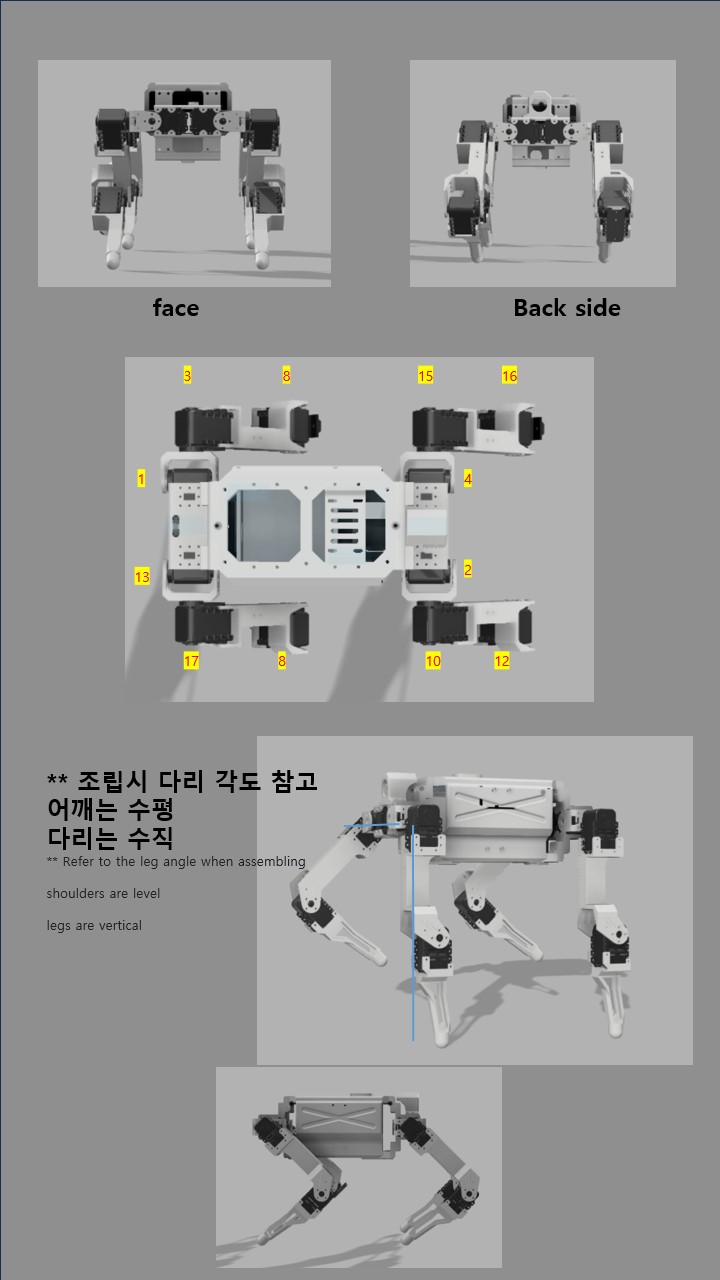 face
Back side
3 8 15 16
1 4
13 2
17 8 10 12
** 조립시 다리 각도 참고
어깨는 수평
다리는 수직
** Refer to the leg angle when assembling
shoulders are level
legs are vertical